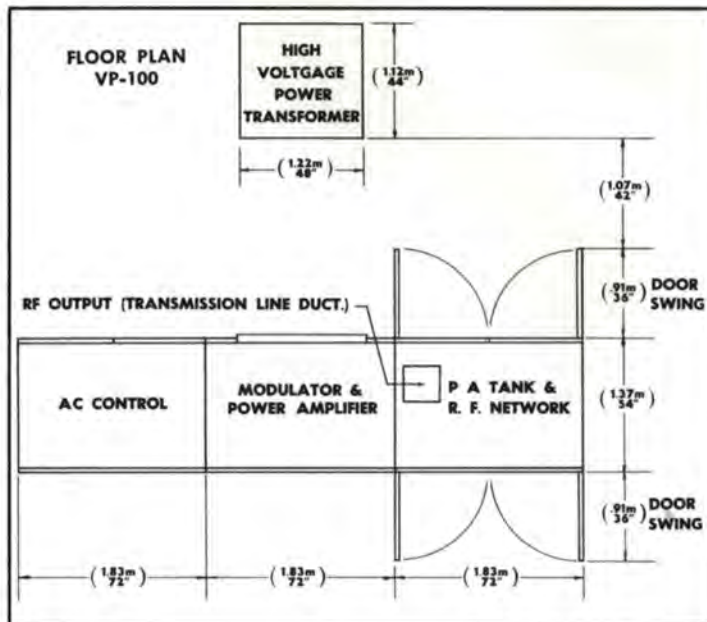 FLOOR PLAN
VP-100
HIGH
VOLTGAGE
POWER
TRANSFORMER
(1.12m
44")
(1.22m
48")
(1.07m
42")
RF OUTPUT (TRANSMISSION LINE DUCT.)
(.91m
36") DOOR
SWING
AC CONTROL
MODULATOR &
POWER AMPLIFIER
P A TANK &
R. F. NETWORK
(1.37m
54")
(.91m
36") DOOR
SWING
(1.83m
72")
(1.83m
72")
(1.83m
72")